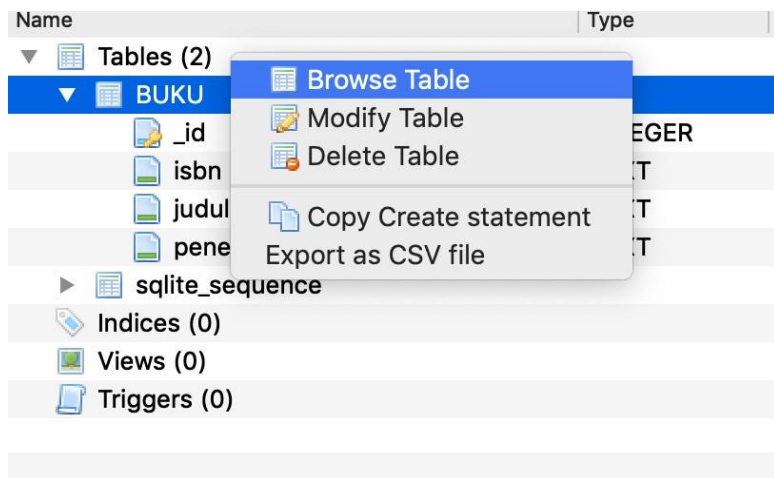 Name Type
Tables (2)
Browse Table
BUKU
Modify Table
_id EGER
Delete Table
isbn
judul
Copy Create statement
Export as CSV file
sqlite_sequence
Indices (0)
Views (0)
Triggers (0)